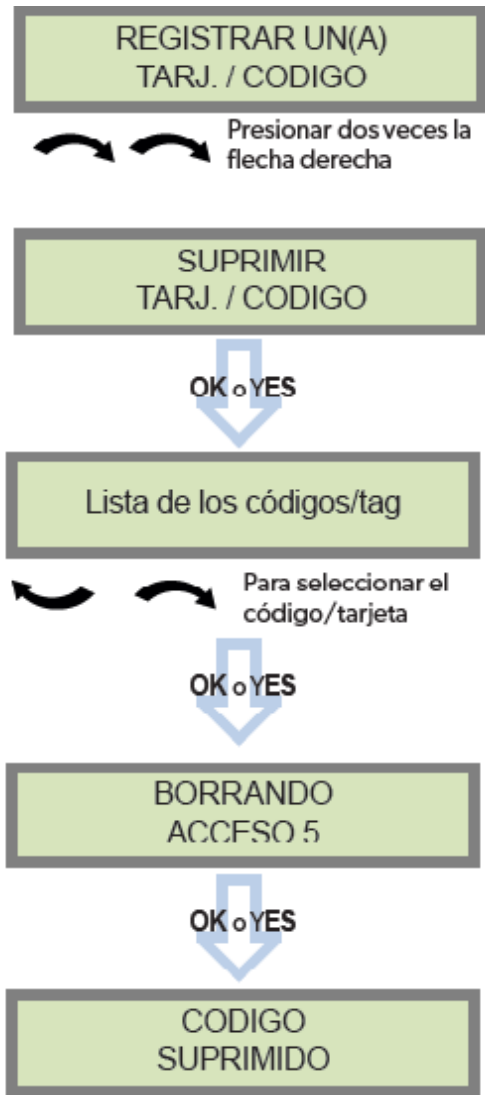 REGISTRAR UN(A)
TARJ. / CODIGO
Presionar dos veces la
flecha derecha
SUPRIMIR
TARJ. / CODIGO
OK o YES
Lista de los códigos/tag
Para seleccionar el
código/tarjeta
OK o YES
BORRANDO
ACCESO 5
OK o YES
CODIGO
SUPRIMIDO